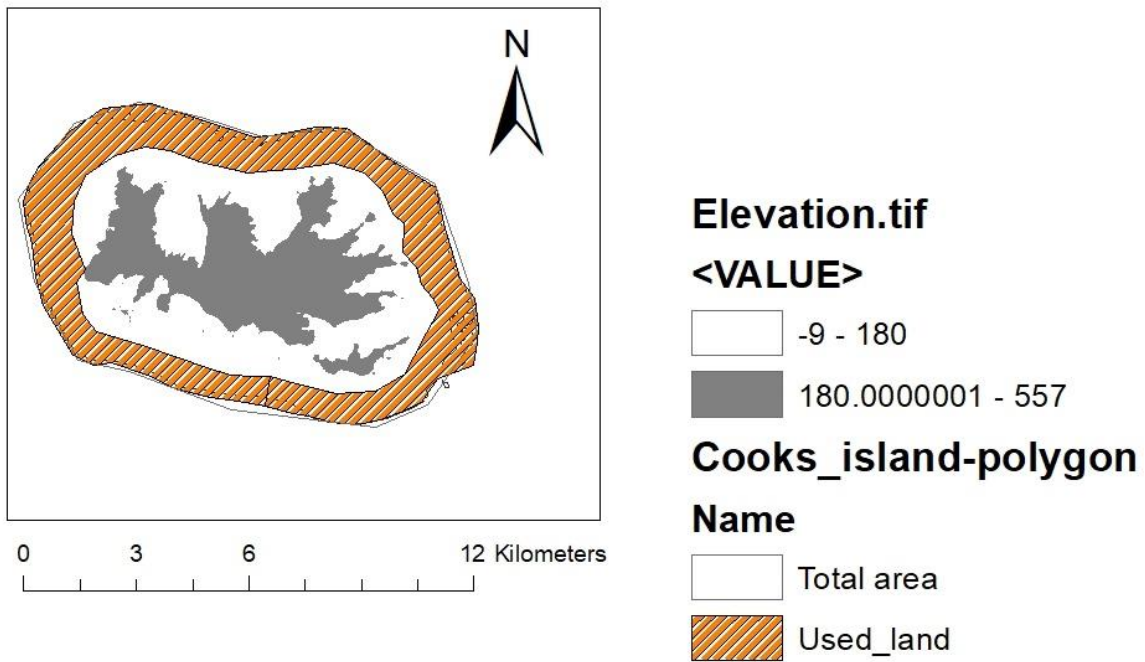 N
0 3 6 12 Kilometers
Elevation.tif
<VALUE>
-9 - 180
180.0000001 - 557
Cooks_island-polygon
Name
Total area
Used_land